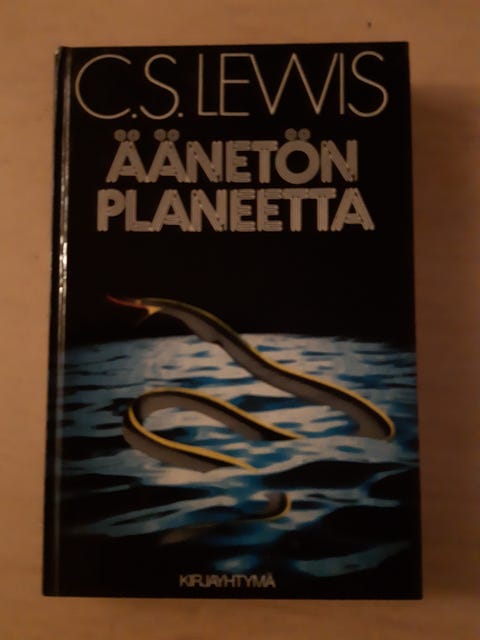 C.S. LEWIS
ÄÄNETÖN
PLANEETTA
KIRJAYHTYMÄ